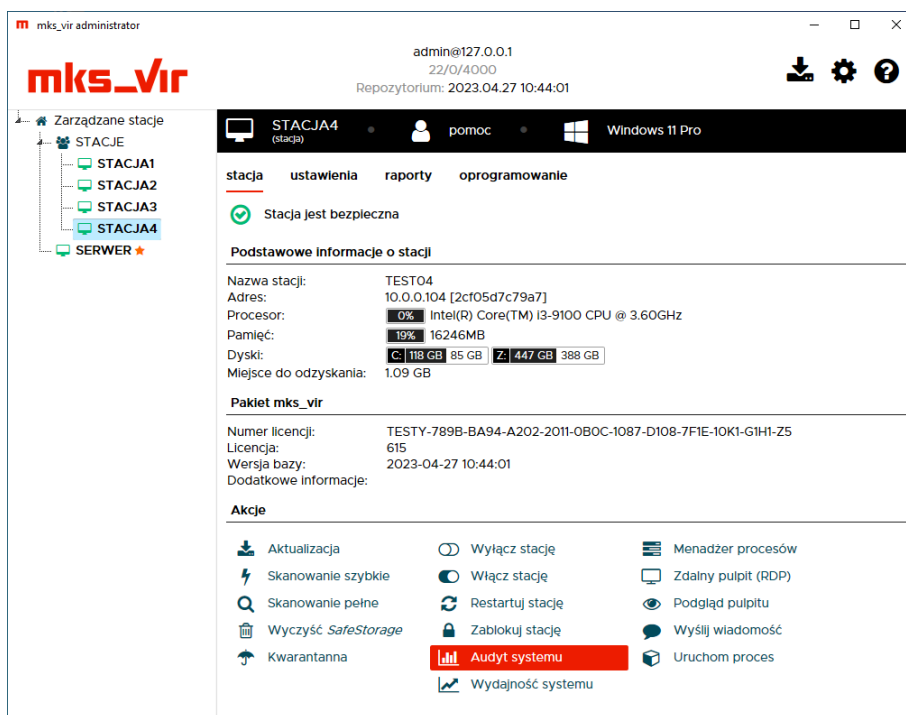 mks_vir administrator
admin@127.0.0.1
22/0/4000
Repozytorium: 2023.04.27 10:44:01
mks_vir
Zarządzane stacje
STACJE
STACJA1
STACJA2
STACJA3
STACJA4
SERWER
STACJA4 pomoc Windows 11 Pro
(stacja)
stacja ustawienia raporty oprogramowanie
Stacja jest bezpieczna
Podstawowe informacje o stacji
Nazwa stacji: TEST04
Adres: 10.0.0.104 [2cf05d7c79a7]
Procesor: 0% Intel(R) Core(TM) i3-9100 CPU @ 3.60GHz
Pamięć: 19% 16246MB
Dyski: C: 118 GB 85 GB Z: 447 GB 388 GB
Miejsce do odzyskania: 1.09 GB
Pakiet mks_vir
Numer licencji: TESTY-789B-BA94-A202-2011-0B0C-1087-D108-7F1E-10K1-G1H1-Z5
Licencja: 615
Wersja bazy: 2023-04-27 10:44:01
Dodatkowe informacje:
Akcje
Aktualizacja Wyłącz stację Menadżer procesów
Skanowanie szybkie Włącz stację Zdalny pulpit (RDP)
Skanowanie pełne Restartuj stację Podgląd pulpitu
Wyczyść SafeStorage Zablokuj stację Wyślij wiadomość
Kwarantanna Audyt systemu Uruchom proces
Wydajność systemu